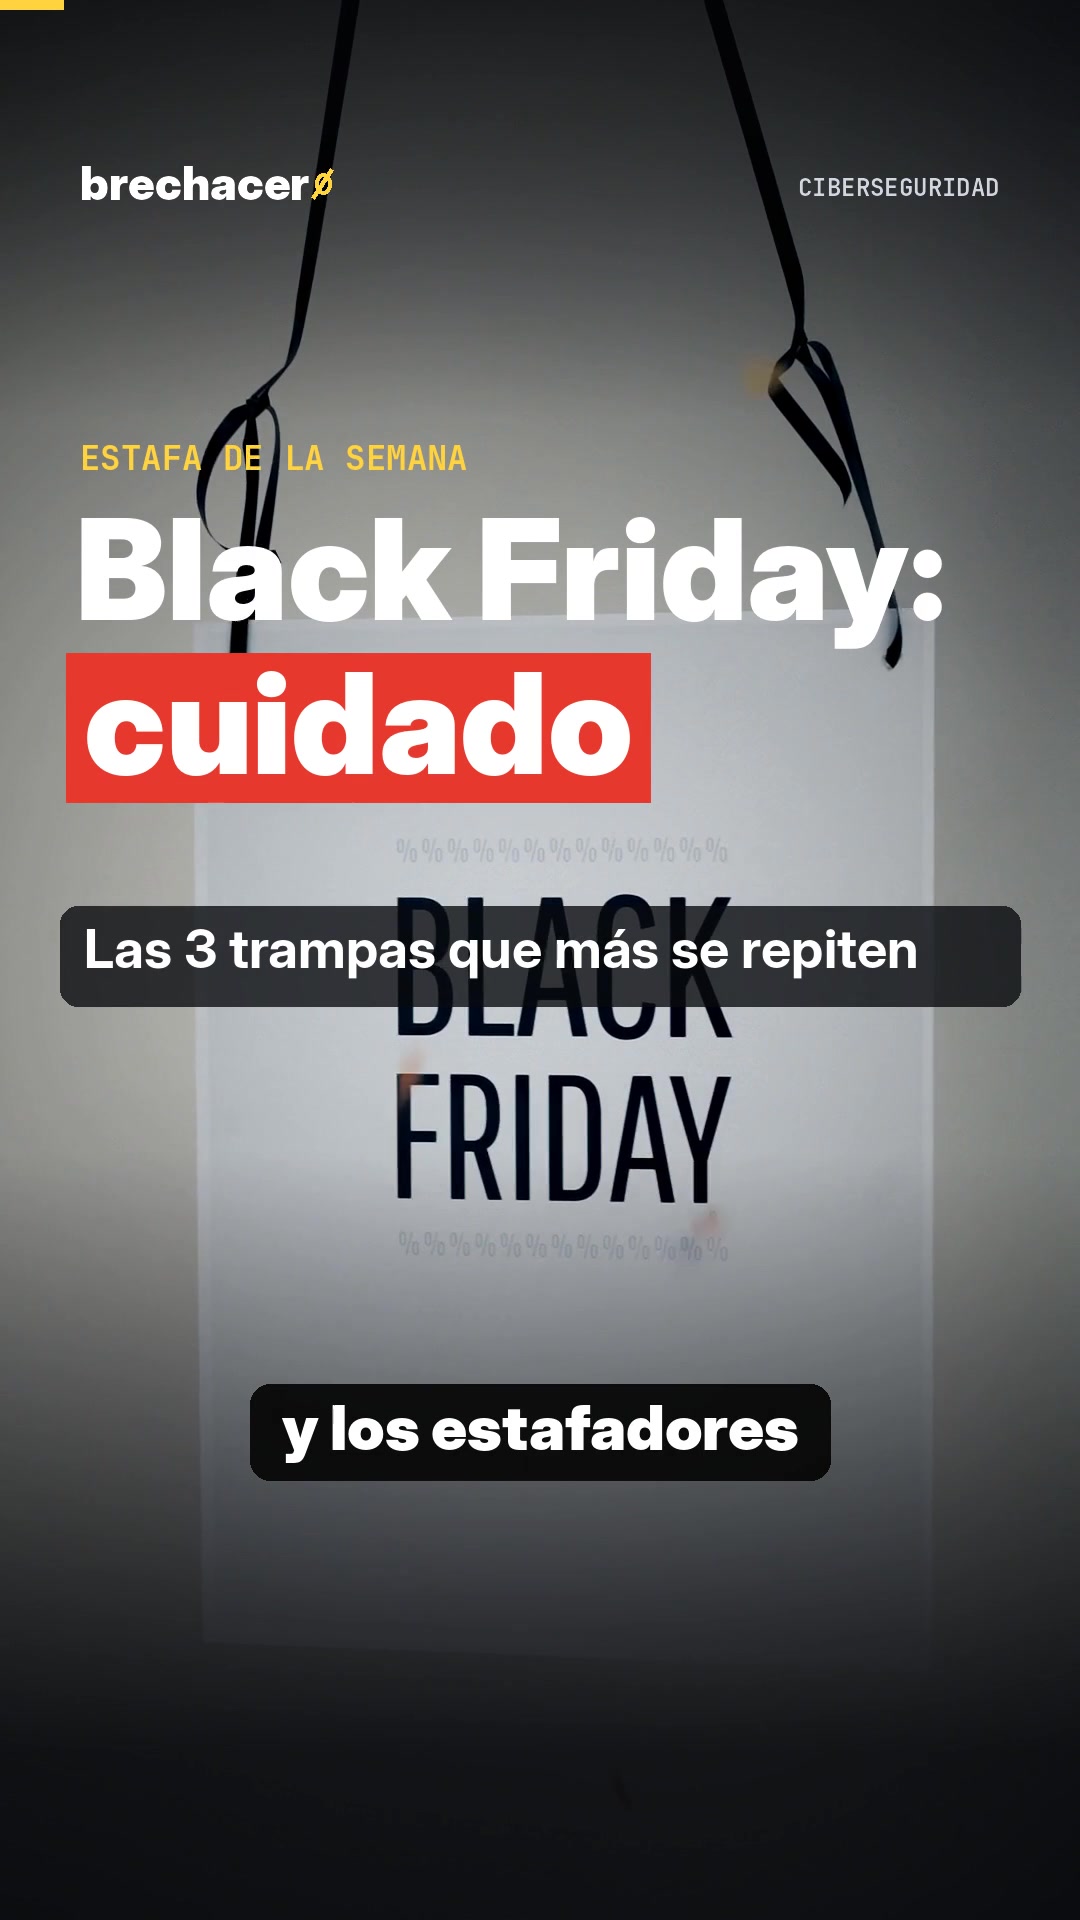 brechacerø
CIBERSEGURIDAD
ESTAFA DE LA SEMANA
Black Friday:
cuidado
%%%%%%%%%%%%%
BLACK
Las 3 trampas que más se repiten
FRIDAY
%%%%%%%%%%%%%
y los estafadores